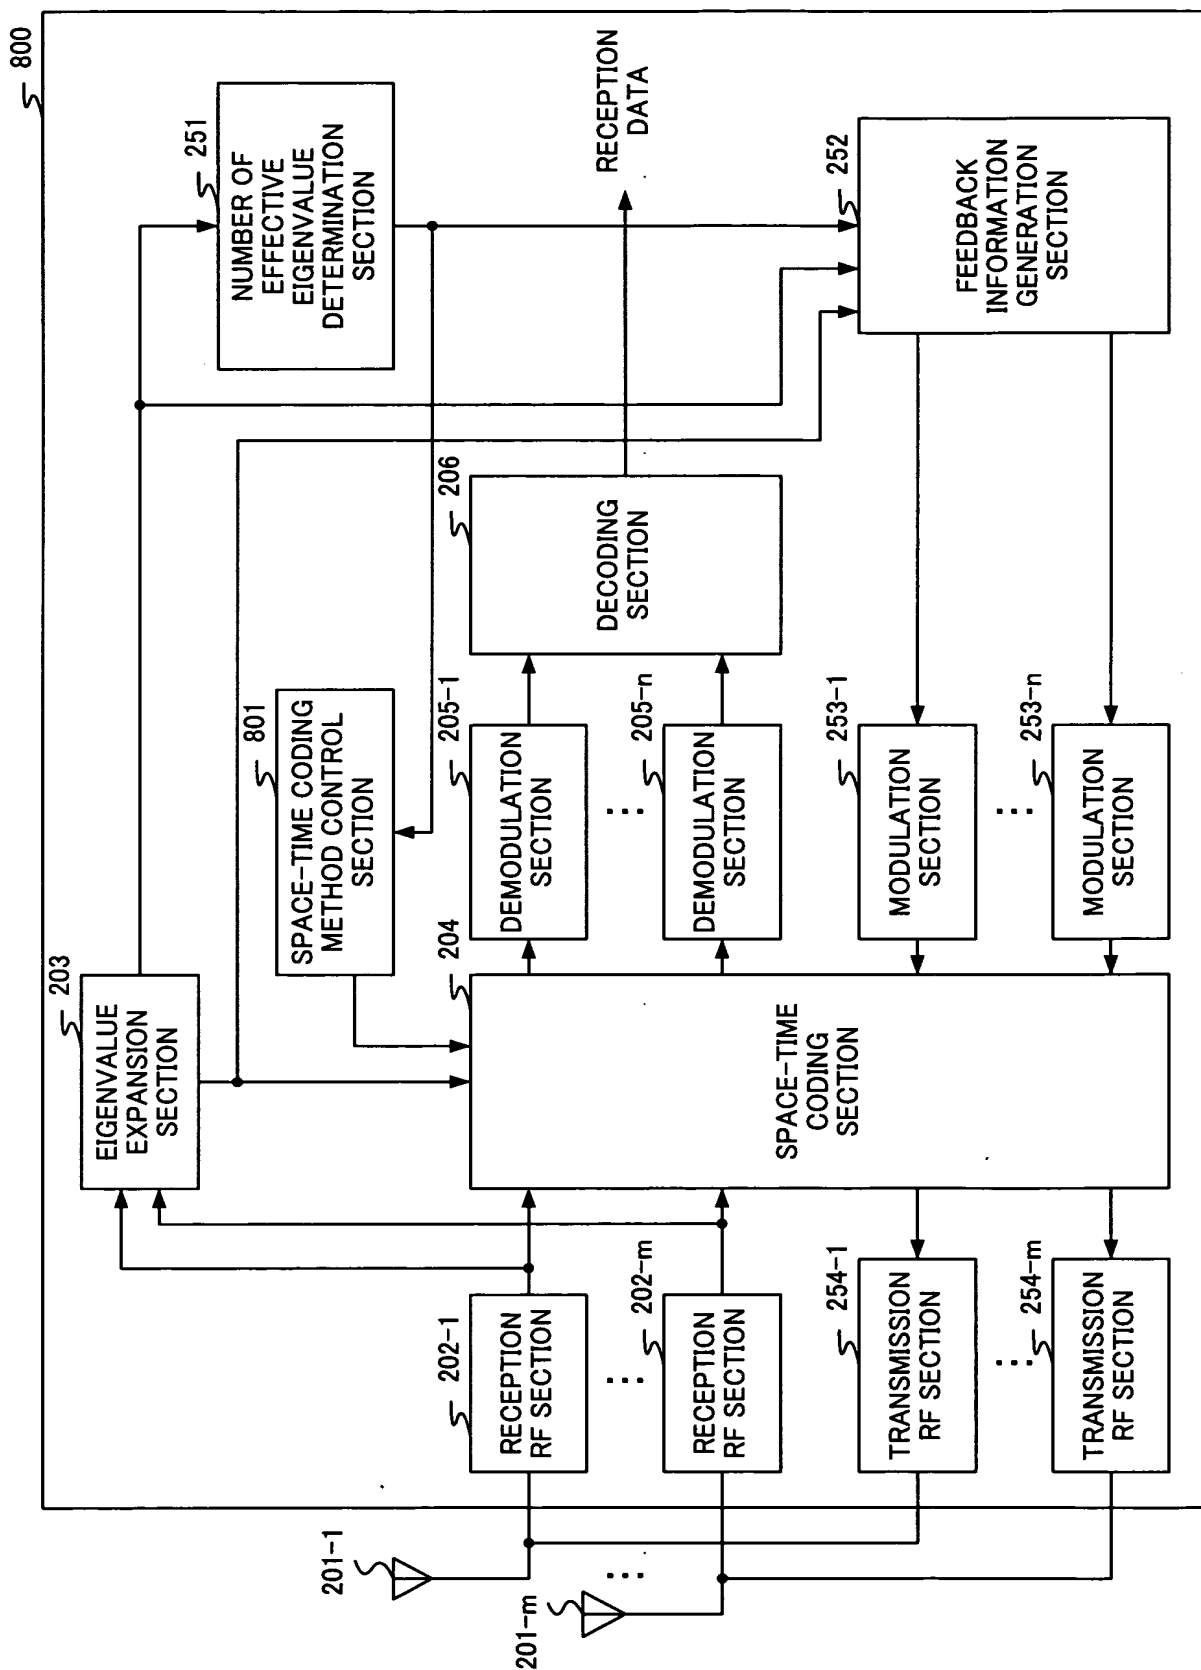 800
203
EIGENVALUE
EXPANSION
SECTION
251
NUMBER OF
EFFECTIVE
EIGENVALUE
DETERMINATION
SECTION
801
SPACE-TIME CODING
METHOD CONTROL
SECTION
201-1
...
201-m
202-1
RECEPTION
RF SECTION
...
202-m
RECEPTION
RF SECTION
204
SPACE-TIME
CODING
SECTION
205-1
DEMODULATION
SECTION
...
205-n
DEMODULATION
SECTION
206
DECODING
SECTION
RECEPTION
DATA
254-1
TRANSMISSION
RF SECTION
...
254-m
TRANSMISSION
RF SECTION
253-1
MODULATION
SECTION
...
253-n
MODULATION
SECTION
252
FEEDBACK
INFORMATION
GENERATION
SECTION